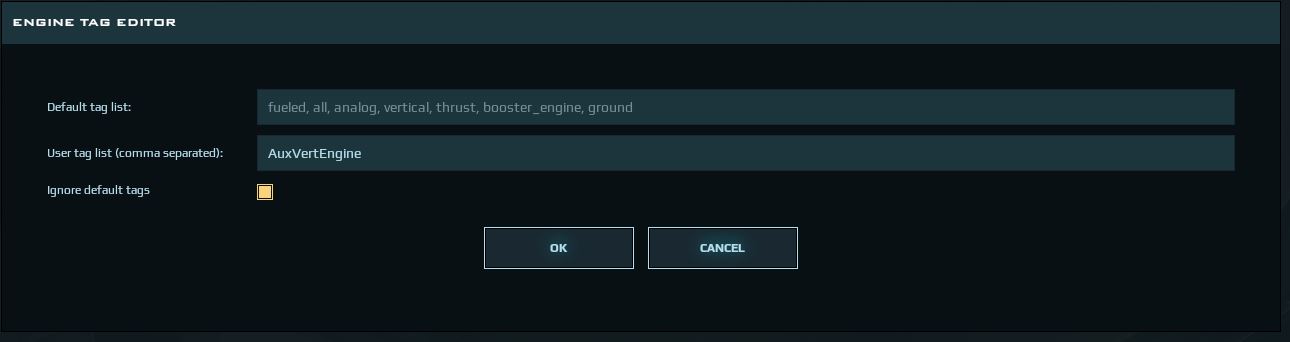 ENGINE TAG EDITOR
Default tag list: fueled, all, analog, vertical, thrust, booster_engine, ground
User tag list (comma separated): AuxVertEngine
Ignore default tags
OK CANCEL